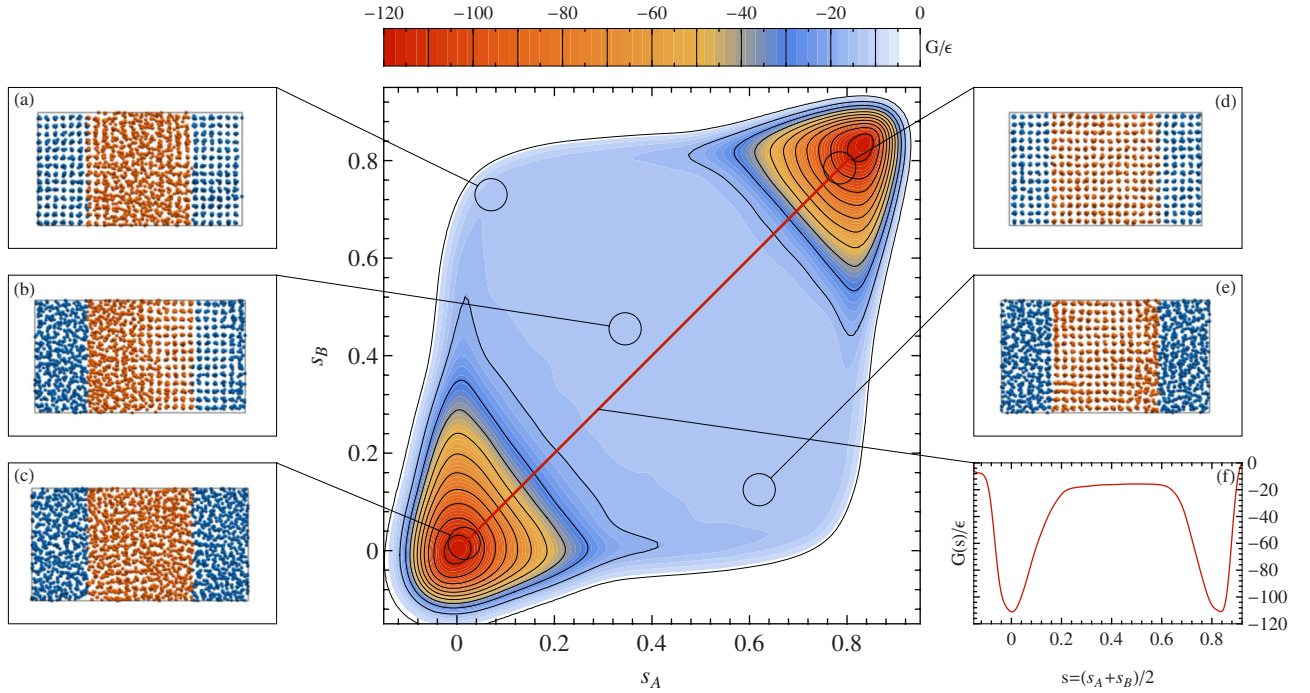 −120 −100 −80 −60 −40 −20 0
G/ϵ
(a)
(b)
(c)
(d)
(e)
(f)
0.8
0.6
0.4
0.2
0
s_B
0 0.2 0.4 0.6 0.8
s_A
0
−20
−40
−60
−80
−100
−120
G(s)/ϵ
0 0.2 0.4 0.6 0.8
s=(s_A+s_B)/2